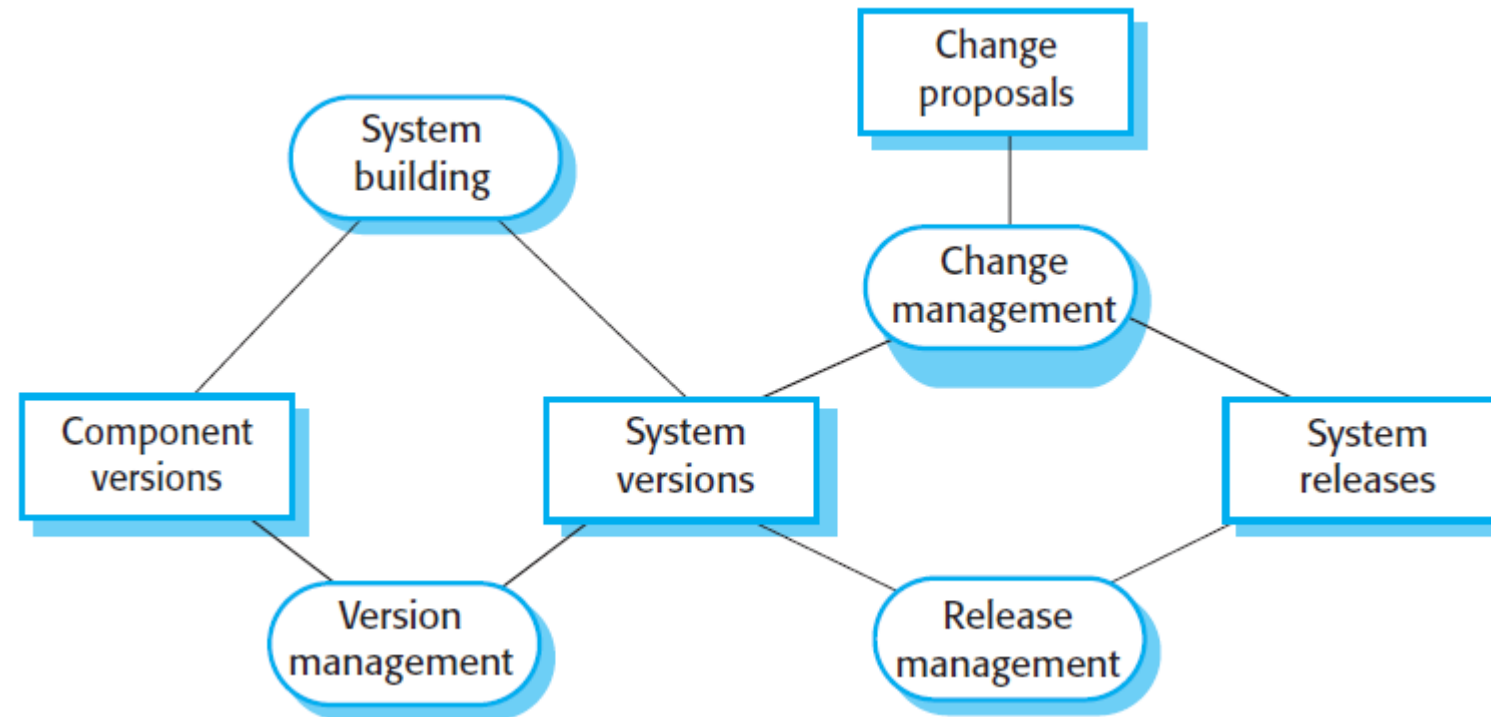 Change
proposals
System
building
Change
management
Component
versions
System
versions
System
releases
Version
management
Release
management